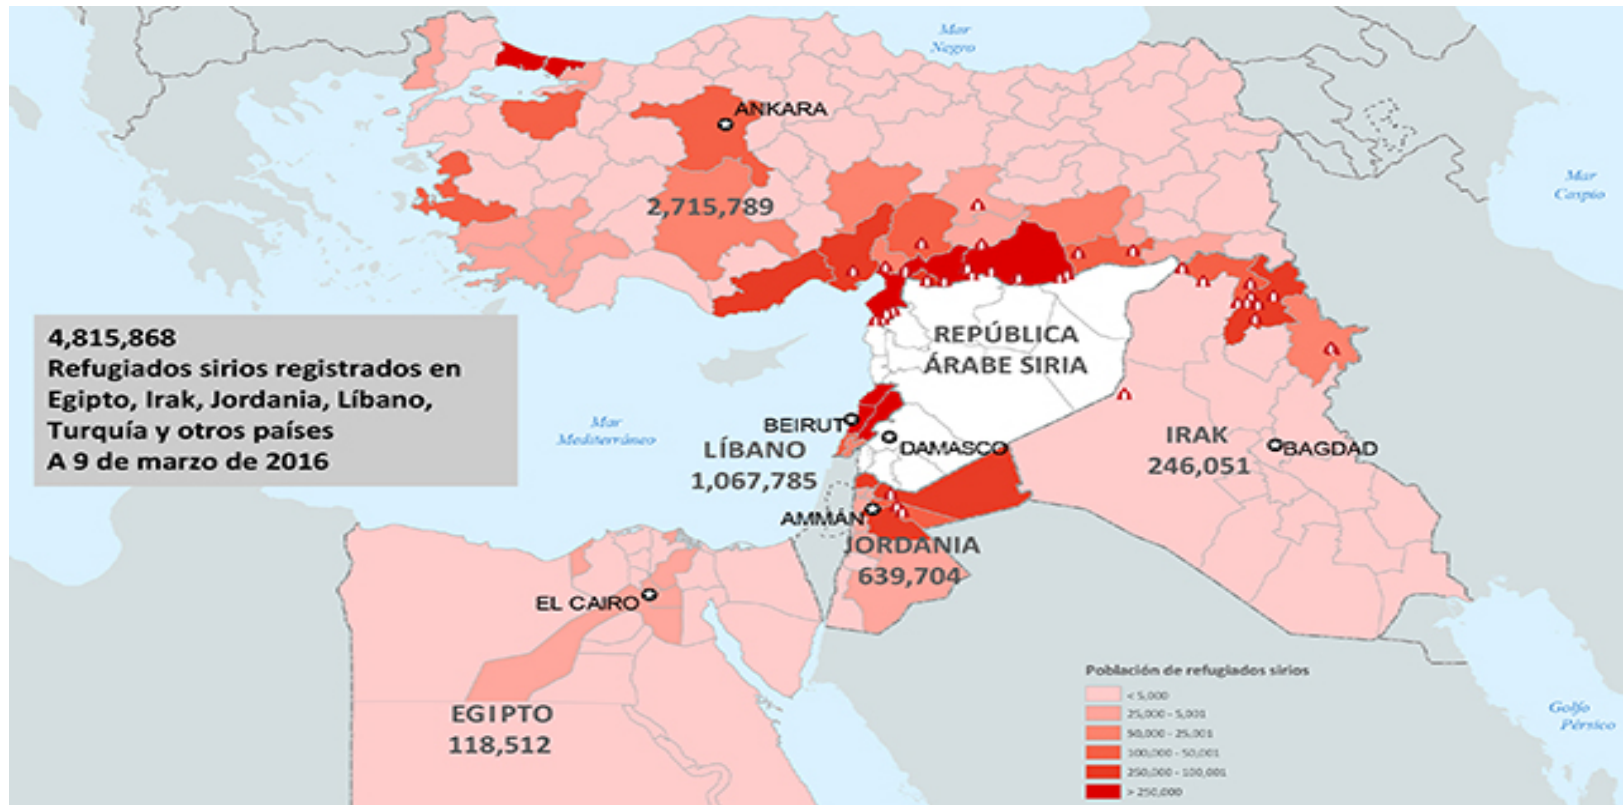 Mar
Negro
ANKARA
Mar
Caspio
2,715,789
4,815,868
Refugiados sirios registrados en
Egipto, Irak, Jordania, Líbano,
Turquía y otros países
A 9 de marzo de 2016
REPÚBLICA
ÁRABE SIRIA
Mar
Mediterráneo
BEIRUT
DAMASCO
LÍBANO
1,067,785
IRAK
246,051
BAGDAD
AMMÁN
JORDANIA
639,704
EL CAIRO
EGIPTO
118,512
Población de refugiados sirios
< 5,000
25,000 - 5,001
50,000 - 25,001
100,000 - 50,001
250,000 - 100,001
> 250,000
Golfo
Pérsico